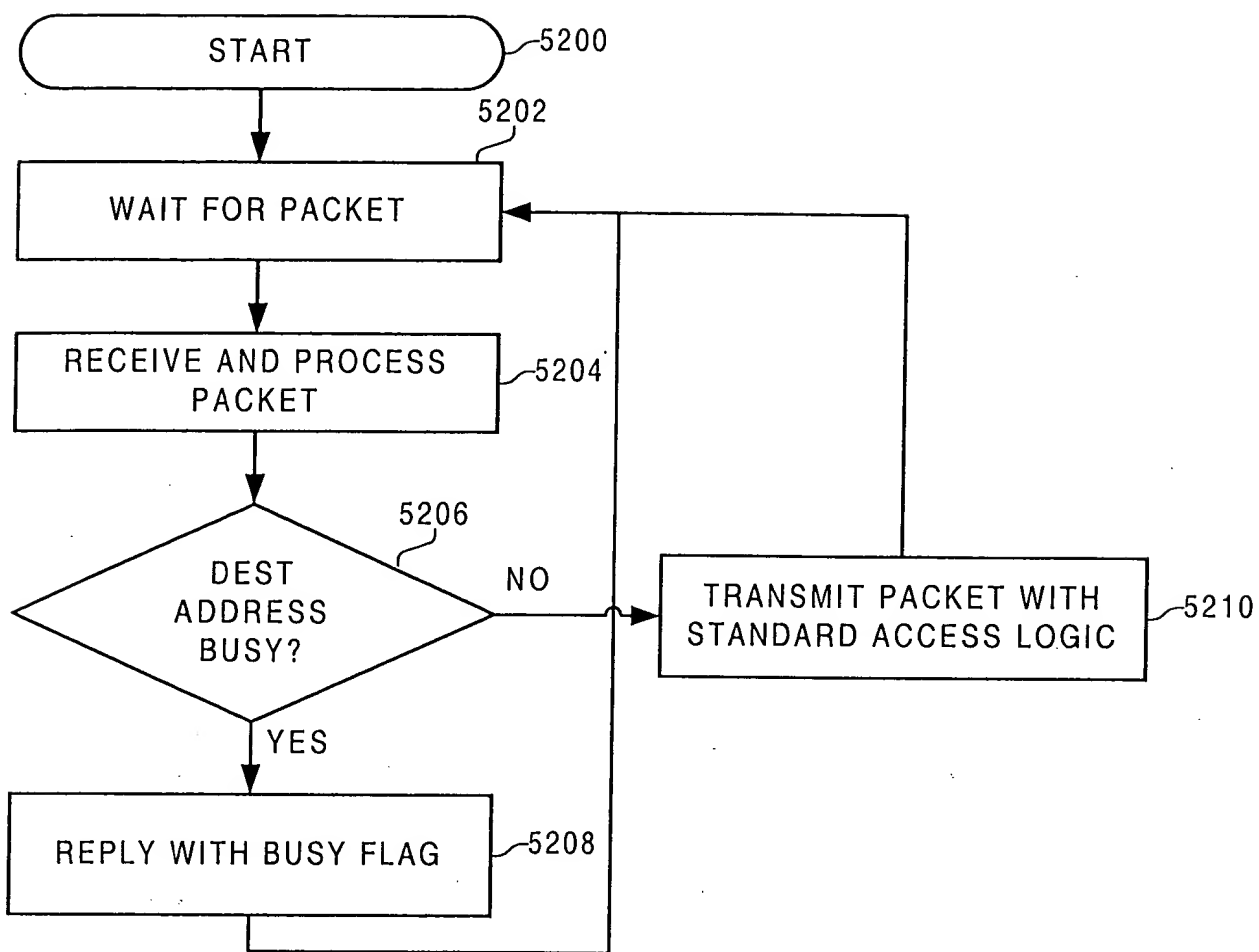 START
5200
5202
WAIT FOR PACKET
RECEIVE AND PROCESS
PACKET
5204
5206
DEST
ADDRESS
BUSY?
NO
TRANSMIT PACKET WITH
STANDARD ACCESS LOGIC
5210
YES
REPLY WITH BUSY FLAG
5208